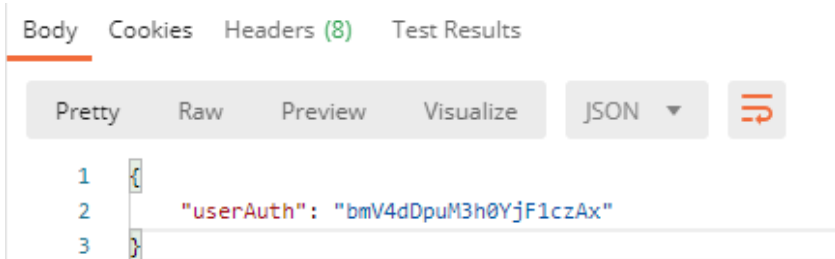 Body Cookies Headers (8) Test Results
Pretty Raw Preview Visualize JSON
1 {
2 "userAuth": "bmV4dDpuM3h0YjF1czAx"
3 }